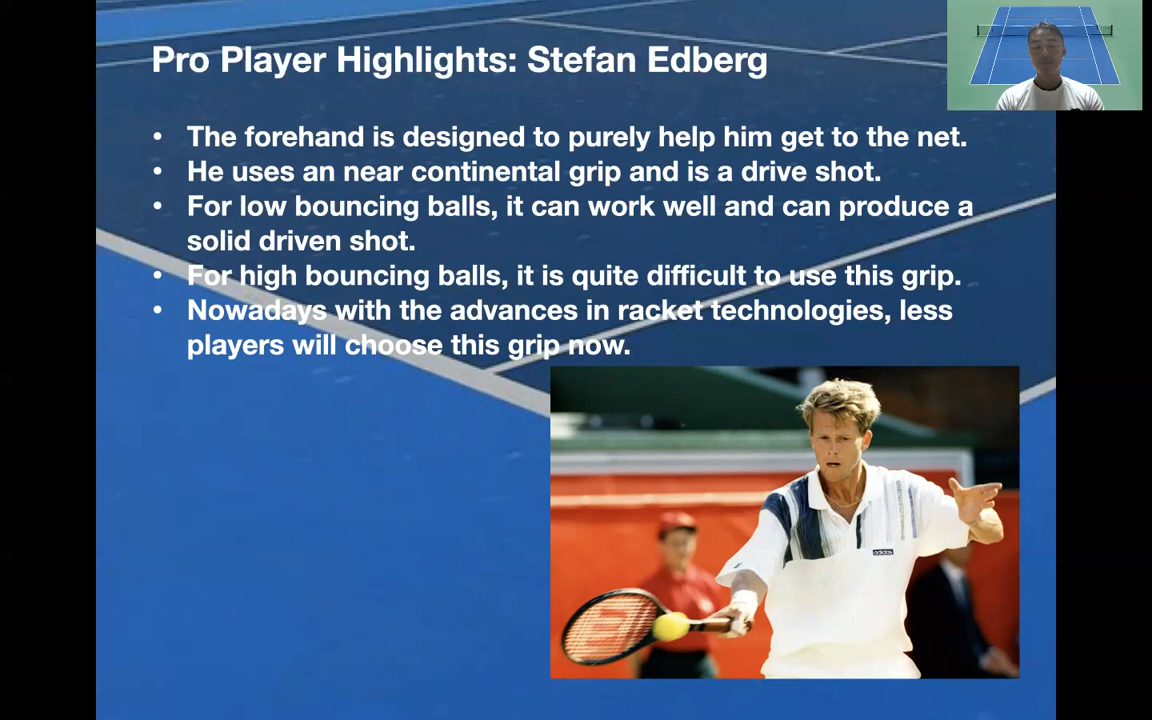 Pro Player Highlights: Stefan Edberg
• The forehand is designed to purely help him get to the net.
• He uses an near continental grip and is a drive shot.
• For low bouncing balls, it can work well and can produce a
solid driven shot.
• For high bouncing balls, it is quite difficult to use this grip.
• Nowadays with the advances in racket technologies, less
players will choose this grip now.
adidas